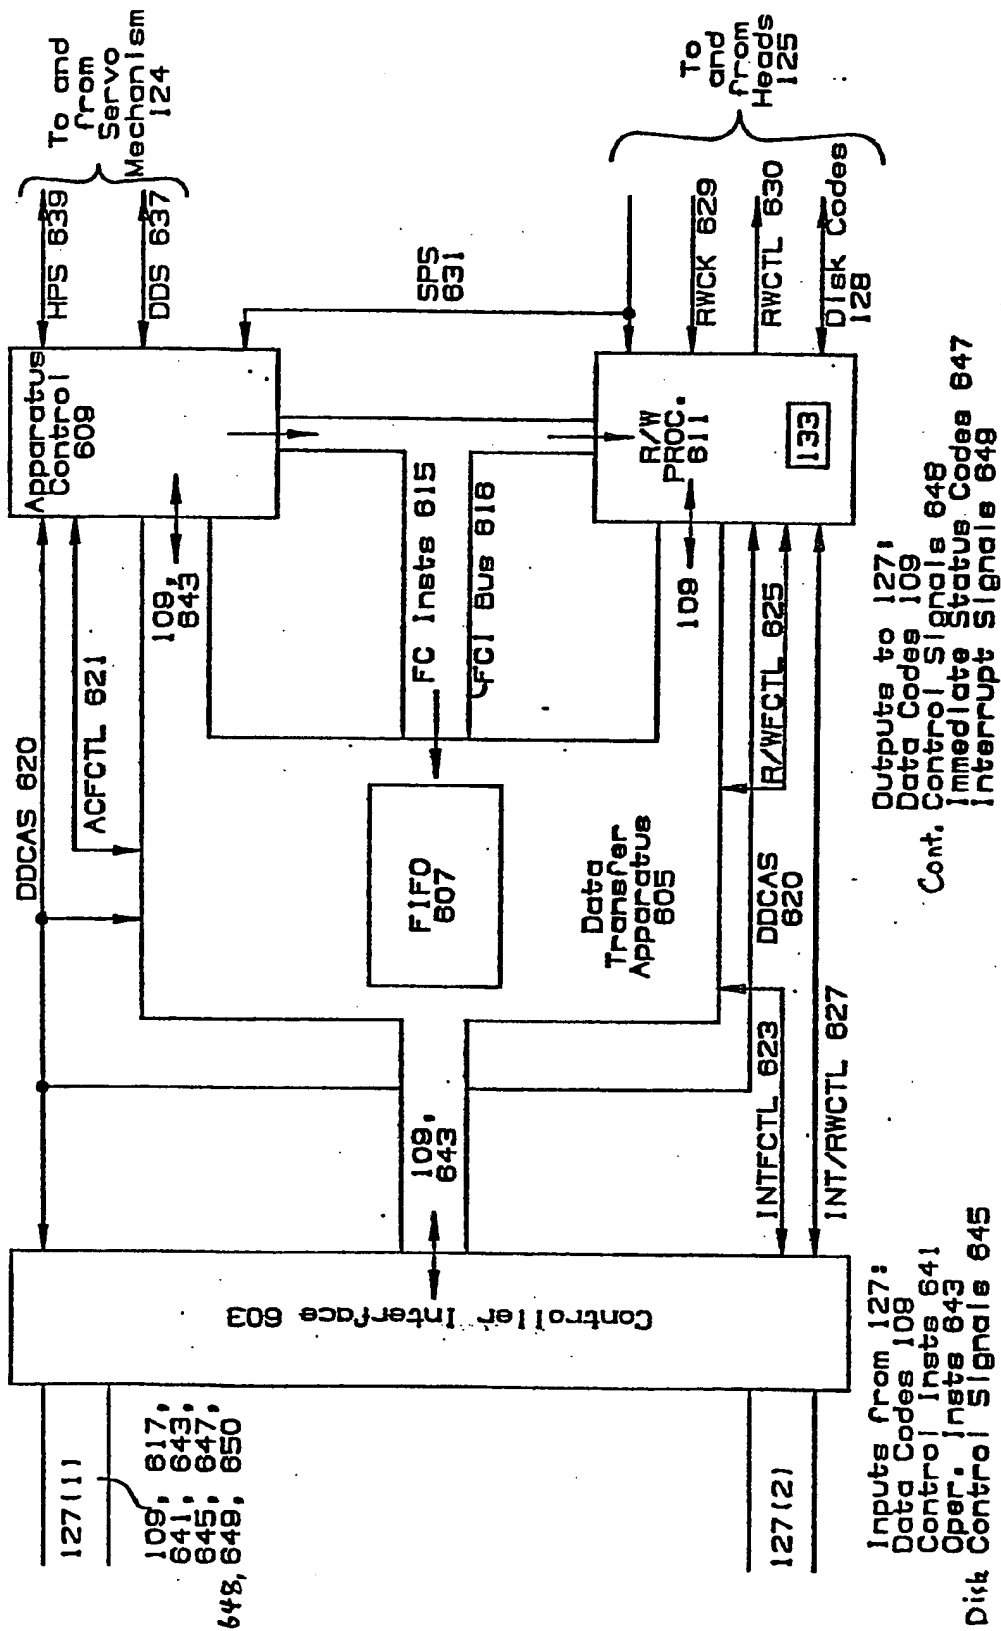 To and
from
Servo
Mechanism
124
HPS 639
DDS 637
Apparatus
Control
609
SPS
631
To
and
from
Heads
125
RWCK 629
RWCTL 630
Disk Codes
128
R/W
PROC.
611
133
109
109,
643
FC Insts 615
FCI Bus 618
DDCAS 620
ACFCTL 621
FIFO
607
Data
Transfer
Apparatus
605
R/WFCTL 625
DDCAS
620
INTFCTL 623
INT/RWCTL 627
109,
643
Controller Interface 603
127(1)
109, 617,
641, 643,
645, 647,
648, 649, 650
127(2)
Inputs from 127:
Data Codes 109
Control Insts 641
Oper. Insts 643
Disk Control Signals 645
Outputs to 127:
Data Codes 109
Cont. Control Signals 648
Immediate Status Codes 647
Interrupt Signals 649